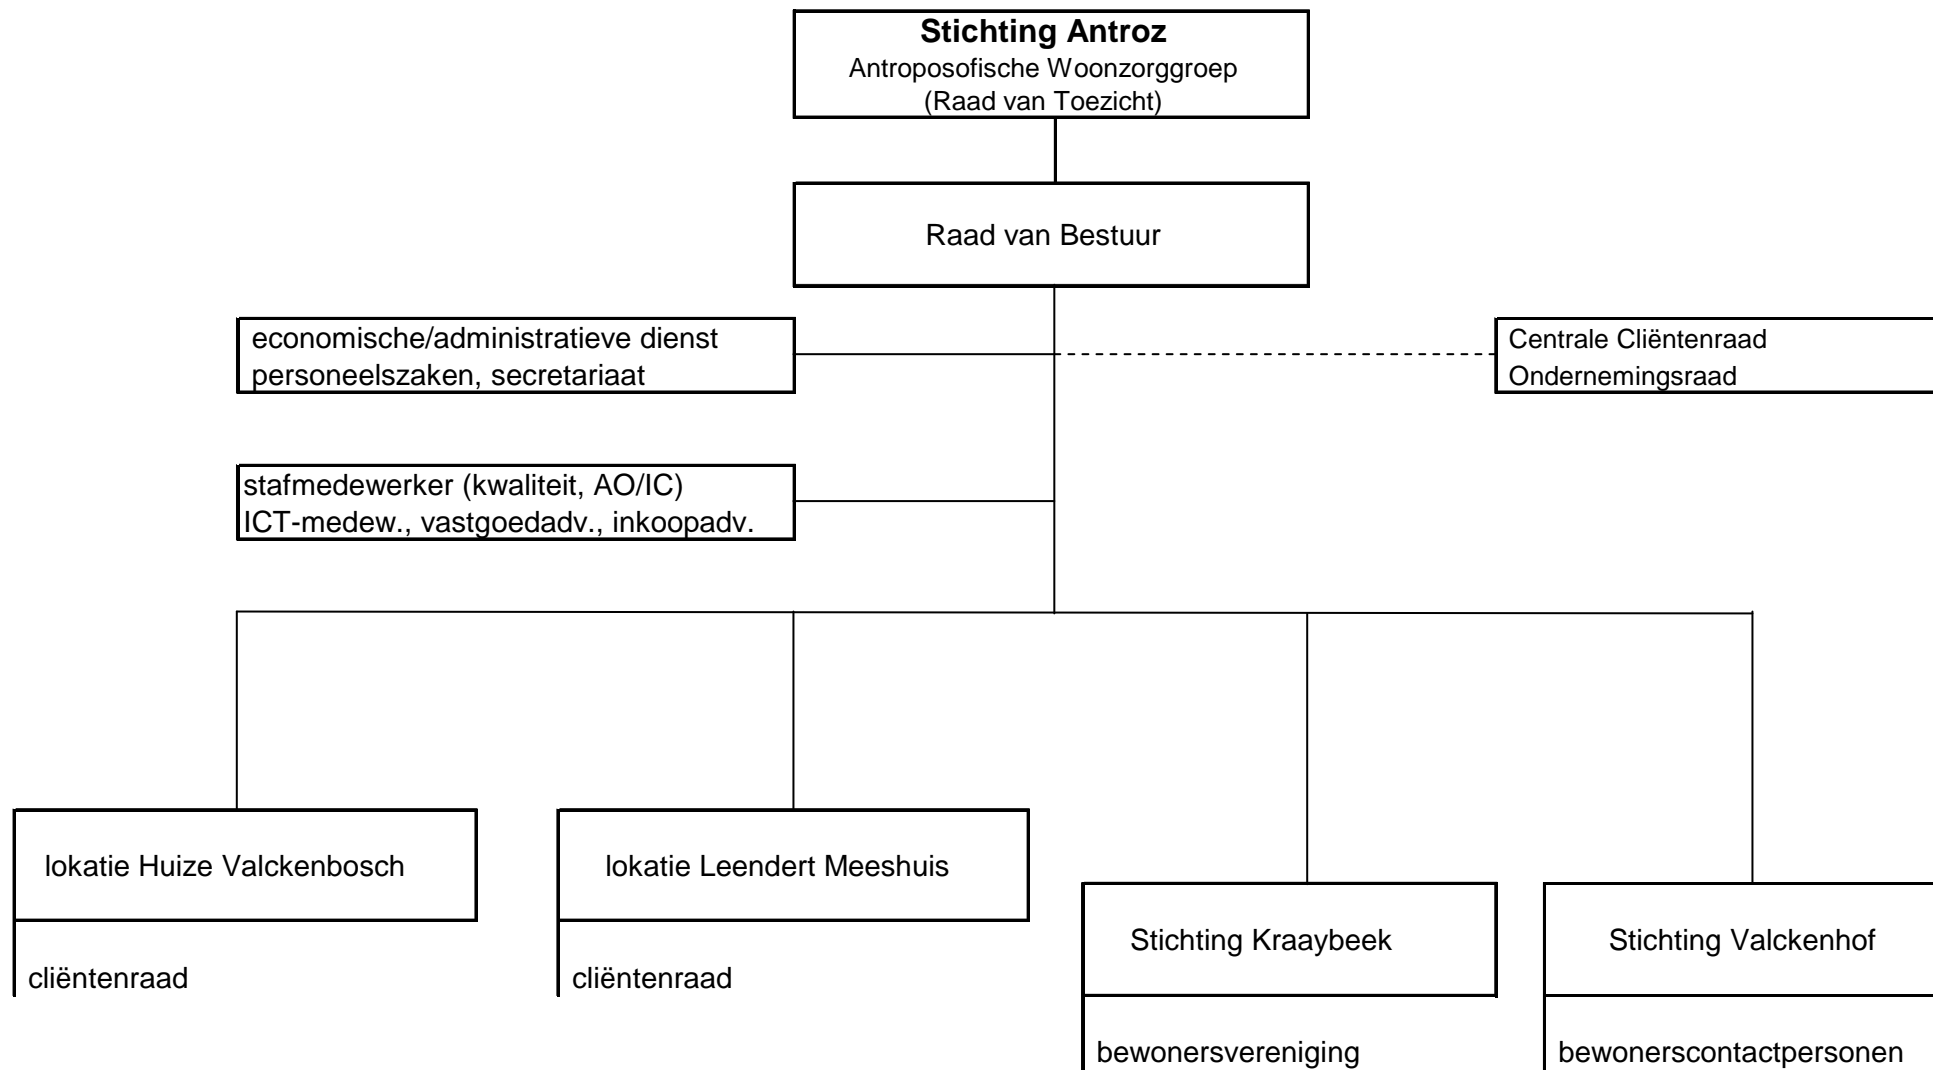 Stichting Antroz
Antroposofische Woonzorggroep
(Raad van Toezicht)
Raad van Bestuur
economische/administratieve dienst
personeelszaken, secretariaat
Centrale Cliëntenraad
Ondernemingsraad
stafmedewerker (kwaliteit, AO/IC)
ICT-medew., vastgoedadv., inkoopadv.
lokatie Huize Valckenbosch
cliëntenraad
lokatie Leendert Meeshuis
cliëntenraad
Stichting Kraaybeek
bewonersvereniging
Stichting Valckenhof
bewonerscontactpersonen